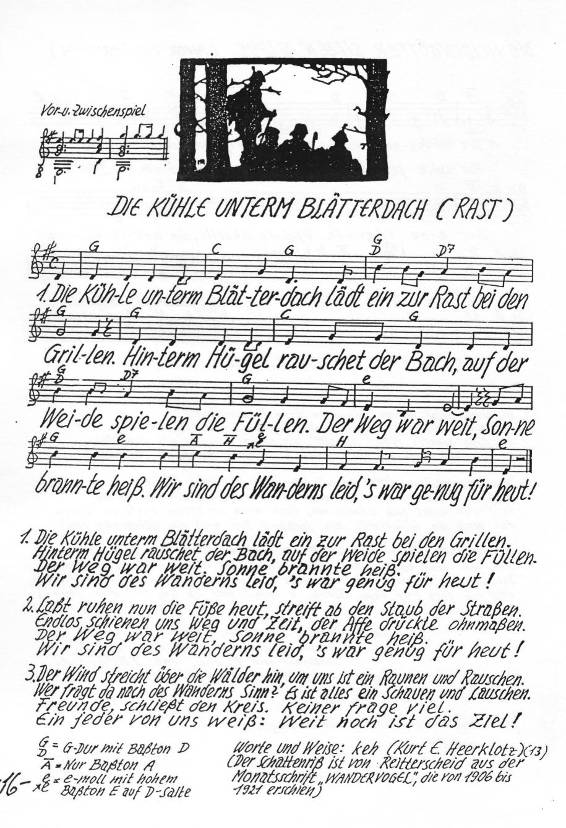 Vor-u. Zwischenspiel
8
DIE KÜHLE UNTERM BLÄTTERDACH (RAST)
G C G G D D7
1. Die Küh-le un-term Blät-ter-dach lädt ein zur Rast bei den
G G C G
Gril-len. Hin-term Hü-gel rau-schet der Bach, auf der
G D D7 G e
Wei-de spie-len die Fül-len. Der Weg war weit, Son-ne
G e A H *e H e
brann-te heiß. Wir sind des Wan-derns leid, 's war ge-nug für heut!
1. Die Kühle unterm Blätterdach lädt ein zur Rast bei den Grillen.
Hinterm Hügel rauschet der Bach, auf der Weide spielen die Füllen.
Der Weg war weit, Sonne brannte heiß.
Wir sind des Wanderns leid, 's war genug für heut!
2. Laßt ruhen nun die Füße heut, streift ab den Staub der Straßen.
Endlos schienen uns Weg und Zeit, der Affe drückte ohnmaßen.
Der Weg war weit, Sonne brannte heiß.
Wir sind des Wanderns leid, 's war genug für heut!
3. Der Wind streicht über die Wälder hin, um uns ist ein Raunen und Rauschen.
Wer fragt da noch des Wanderns Sinn? Es ist alles ein Schauen und Lauschen.
Freunde, schließt den Kreis. Keiner frage viel.
Ein jeder von uns weiß: Weit noch ist das Ziel!
G D = G-Dur mit Baßton D
A = Nur Baßton A
*e = e-moll mit hohem
Baßton E auf D-Saite
Worte und Weise: keh (Kurt E. Heerklotz)
(Der Schattenriß ist von Reitterscheid aus der
Monatsschrift „WANDERVOGEL", die von 1906 bis
1921 erschien)
16-